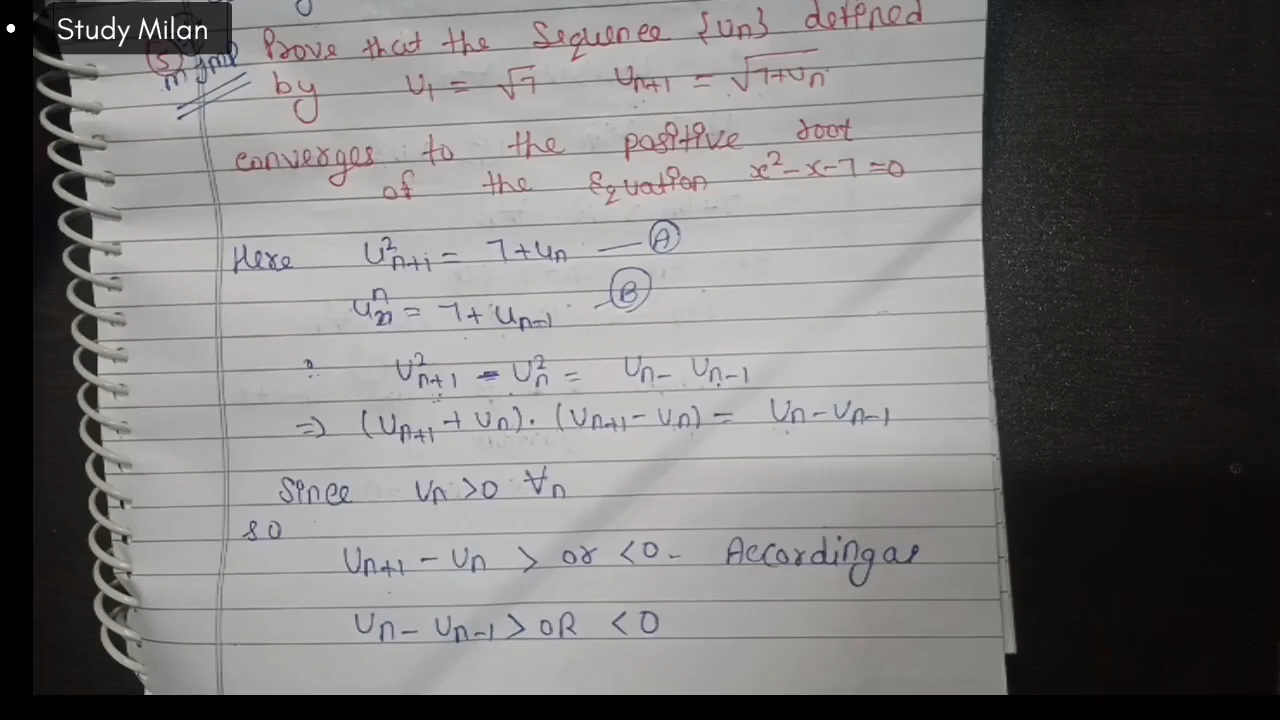 Study Milan
(5) Prove that the Sequence {Un} defined
mjmp by U1 = √7 Un+1 = √7+Un
converges to the positive root
of the Equation x² - x - 7 = 0
Here U²n+1 = 7 + Un — (A)
7 + Un-1 — (B)
∴ U²n+1 - U²n = Un - Un-1
⇒ (Un+1 + Un) . (Un+1 - Un) = Un - Un-1
Since Un > 0 ∀n
so
Un+1 - Un > or < 0 - According as
Un - Un-1 > OR < 0